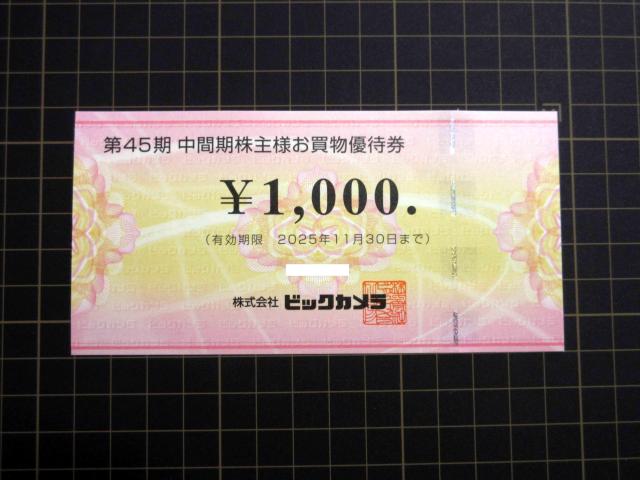 第45期 中間期株主様お買物優待券
￥1,000.
(有効期限 2025年11月30日まで)
株式会社 ビックカメラ